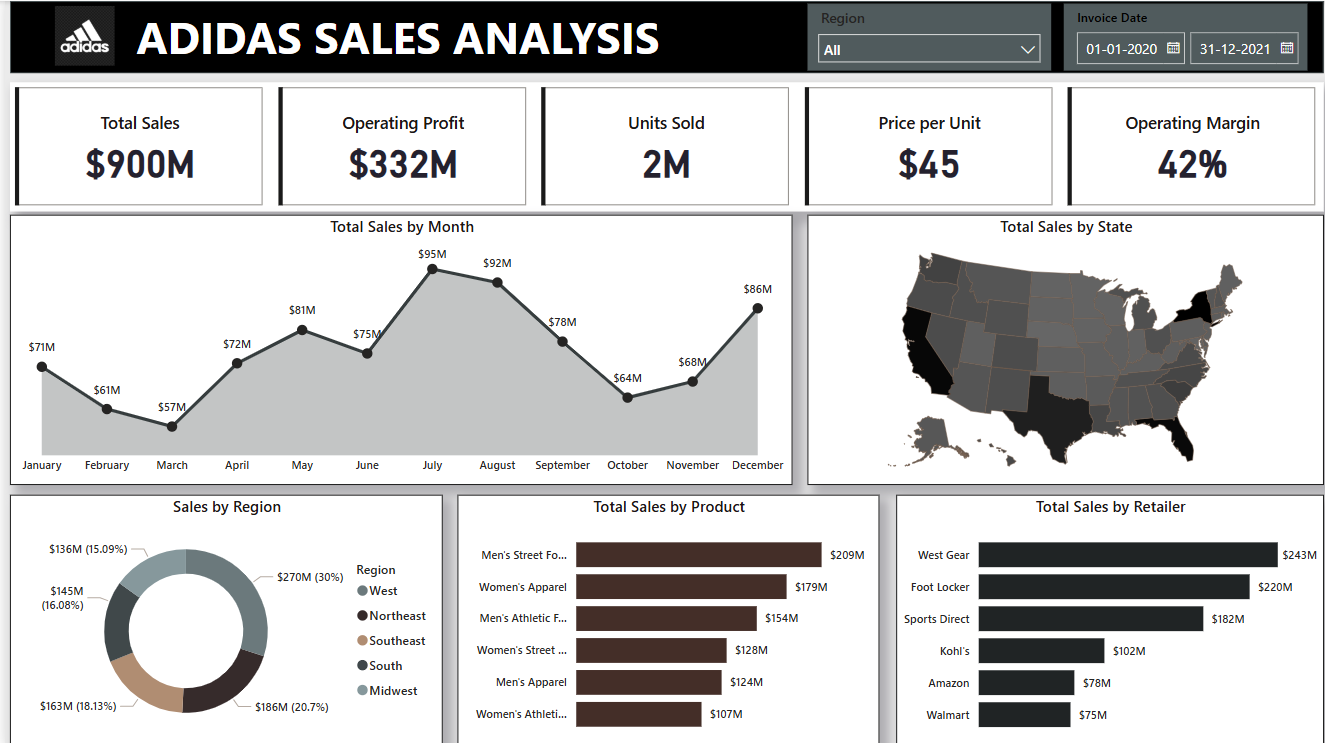 adidas
ADIDAS SALES ANALYSIS
Region
All
Invoice Date
01-01-2020
31-12-2021
Total Sales
$900M
Operating Profit
$332M
Units Sold
2M
Price per Unit
$45
Operating Margin
42%
Total Sales by Month
$71M
$61M
$57M
$72M
$81M
$75M
$95M
$92M
$78M
$64M
$68M
$86M
January February March April May June July August September October November December
Total Sales by State
Sales by Region
$136M (15.09%)
$270M (30%)
$145M
(16.08%)
$163M (18.13%)
$186M (20.7%)
Region
West
Northeast
Southeast
South
Midwest
Total Sales by Product
Men's Street Fo... $209M
Women's Apparel $179M
Men's Athletic F... $154M
Women's Street ... $128M
Men's Apparel $124M
Women's Athleti... $107M
Total Sales by Retailer
West Gear $243M
Foot Locker $220M
Sports Direct $182M
Kohl's $102M
Amazon $78M
Walmart $75M